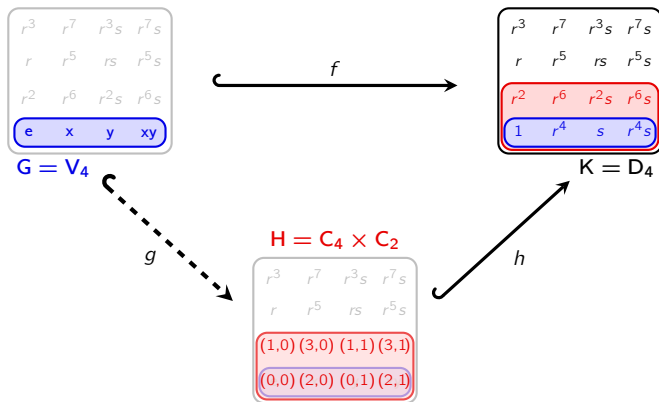 r³ r⁷ r³s r⁷s
r r⁵ rs r⁵s
r² r⁶ r²s r⁶s
e x y xy
G = V₄
f
r³ r⁷ r³s r⁷s
r r⁵ rs r⁵s
r² r⁶ r²s r⁶s
1 r⁴ s r⁴s
K = D₄
g
h
H = C₄ × C₂
r³ r⁷ r³s r⁷s
r r⁵ rs r⁵s
(1,0) (3,0) (1,1) (3,1)
(0,0) (2,0) (0,1) (2,1)